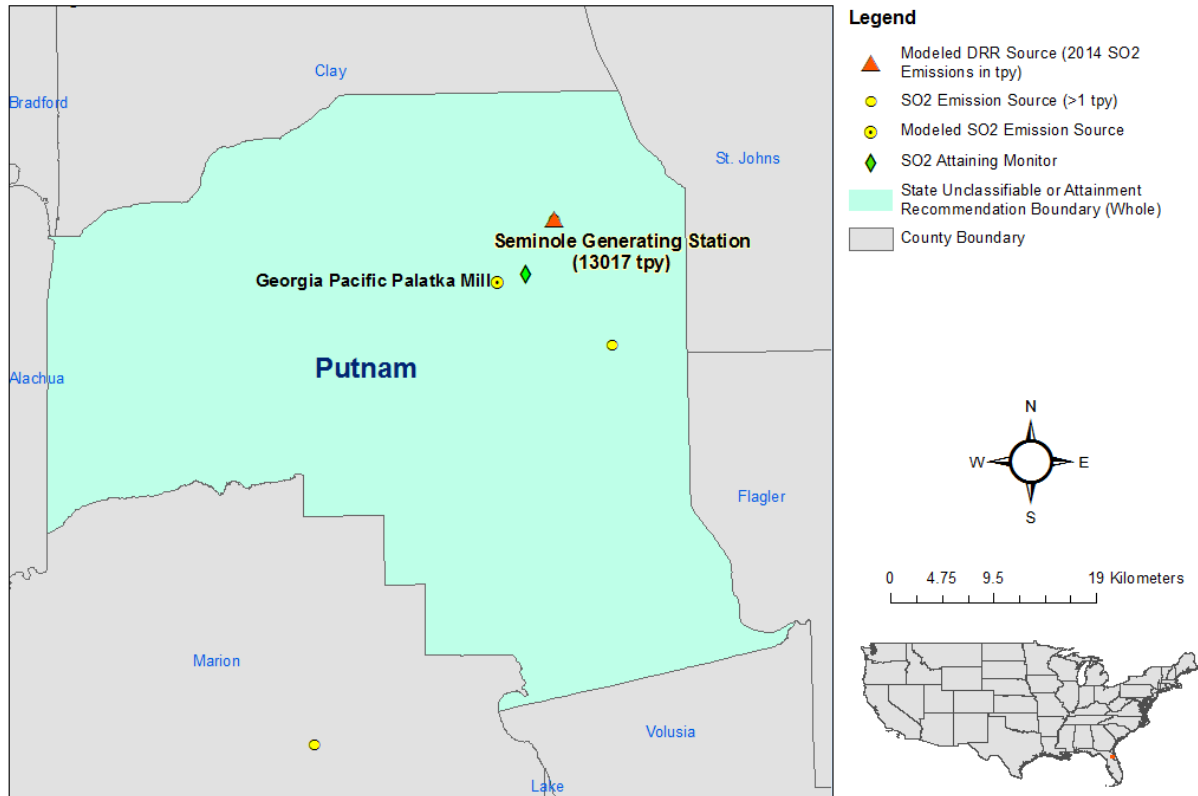 Clay
Bradford
St. Johns
Seminole Generating Station
(13017 tpy)
Georgia Pacific Palatka Mill
Putnam
Alachua
Flagler
Marion
Volusia
Lake
Legend
Modeled DRR Source (2014 SO2
Emissions in tpy)
SO2 Emission Source (>1 tpy)
Modeled SO2 Emission Source
SO2 Attaining Monitor
State Unclassifiable or Attainment
Recommendation Boundary (Whole)
County Boundary
N
W E
S
0 4.75 9.5 19 Kilometers